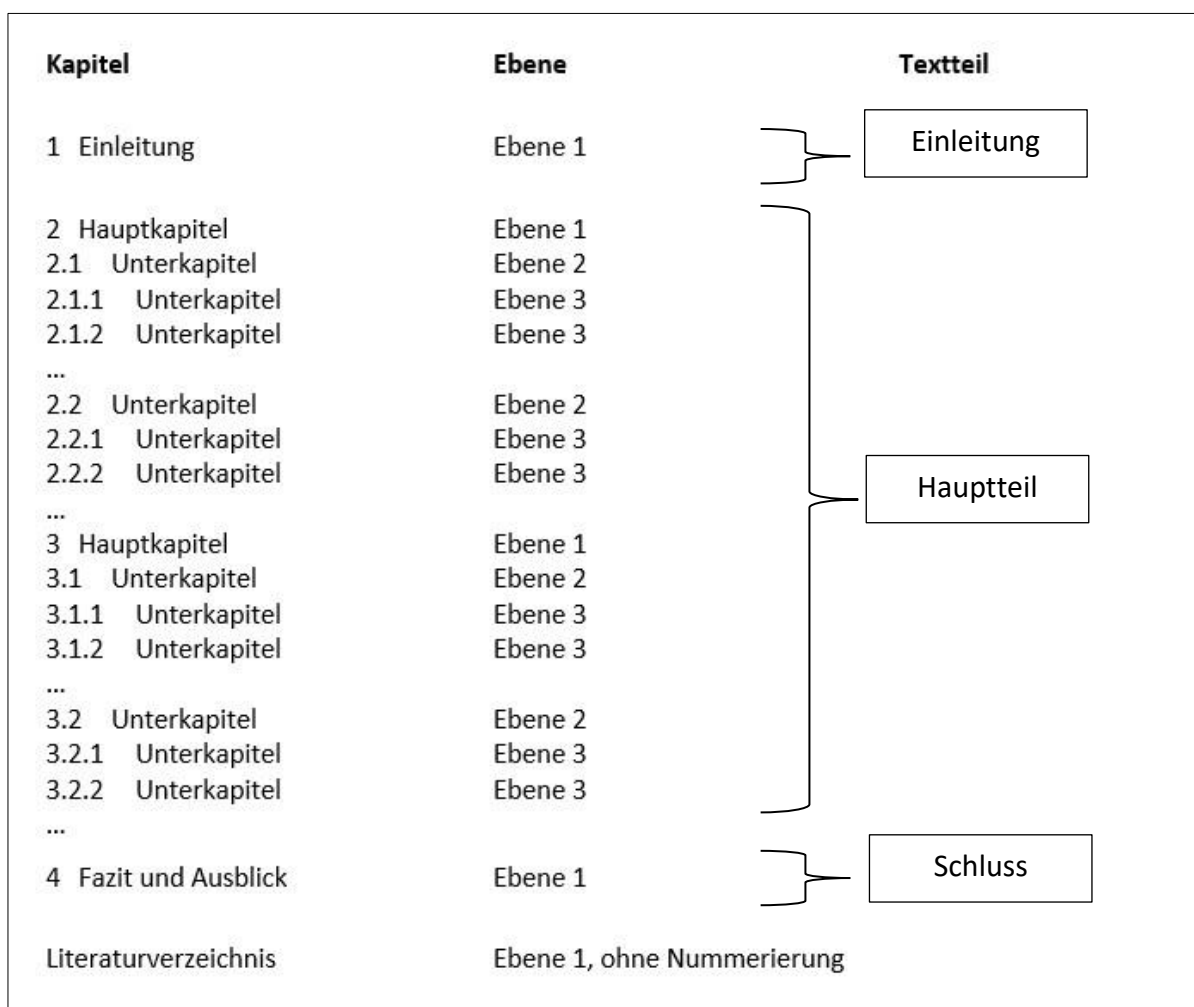 Kapitel Ebene Textteil
1 Einleitung Ebene 1 Einleitung
2 Hauptkapitel Ebene 1
2.1 Unterkapitel Ebene 2
2.1.1 Unterkapitel Ebene 3
2.1.2 Unterkapitel Ebene 3
...
2.2 Unterkapitel Ebene 2
2.2.1 Unterkapitel Ebene 3
2.2.2 Unterkapitel Ebene 3
Hauptteil
...
3 Hauptkapitel Ebene 1
3.1 Unterkapitel Ebene 2
3.1.1 Unterkapitel Ebene 3
3.1.2 Unterkapitel Ebene 3
...
3.2 Unterkapitel Ebene 2
3.2.1 Unterkapitel Ebene 3
3.2.2 Unterkapitel Ebene 3
...
4 Fazit und Ausblick Ebene 1 Schluss
Literaturverzeichnis Ebene 1, ohne Nummerierung